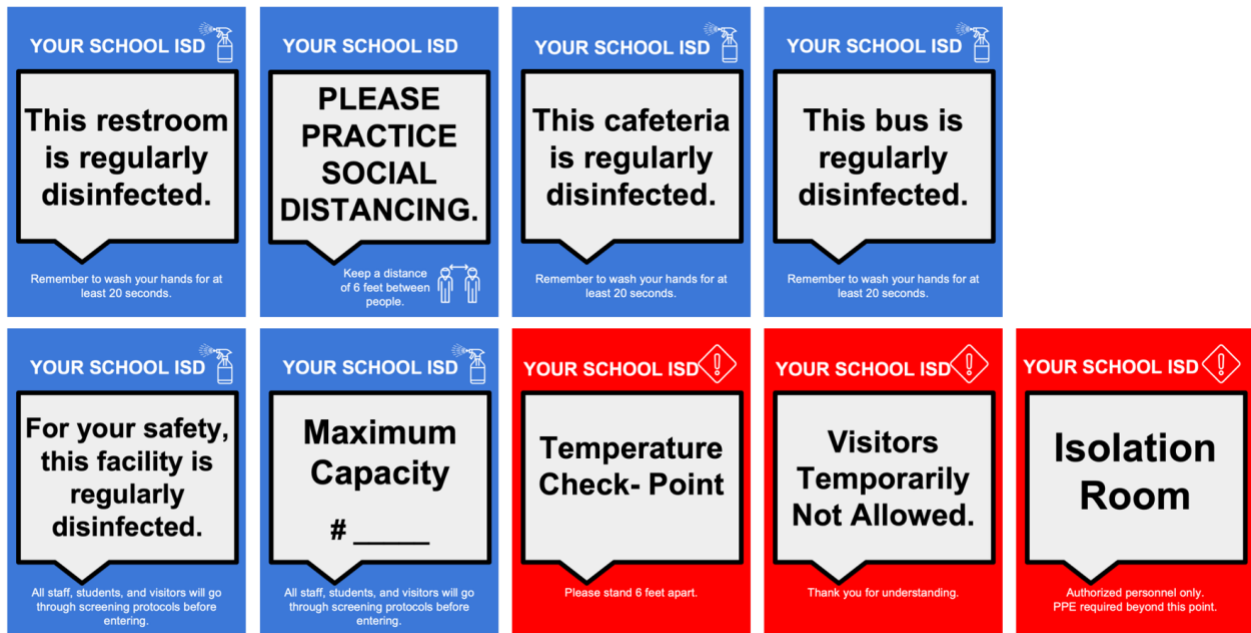 YOUR SCHOOL ISD
This restroom
is regularly
disinfected.
Remember to wash your hands for at
least 20 seconds.
YOUR SCHOOL ISD
PLEASE
PRACTICE
SOCIAL
DISTANCING.
Keep a distance
of 6 feet between
people.
YOUR SCHOOL ISD
This cafeteria
is regularly
disinfected.
Remember to wash your hands for at
least 20 seconds.
YOUR SCHOOL ISD
This bus is
regularly
disinfected.
Remember to wash your hands for at
least 20 seconds.
YOUR SCHOOL ISD
For your safety,
this facility is
regularly
disinfected.
All staff, students, and visitors will go
through screening protocols before
entering.
YOUR SCHOOL ISD
Maximum
Capacity
# _____
All staff, students, and visitors will go
through screening protocols before
entering.
YOUR SCHOOL ISD
Temperature
Check- Point
Please stand 6 feet apart.
YOUR SCHOOL ISD
Visitors
Temporarily
Not Allowed.
Thank you for understanding.
YOUR SCHOOL ISD
Isolation
Room
Authorized personnel only.
PPE required beyond this point.